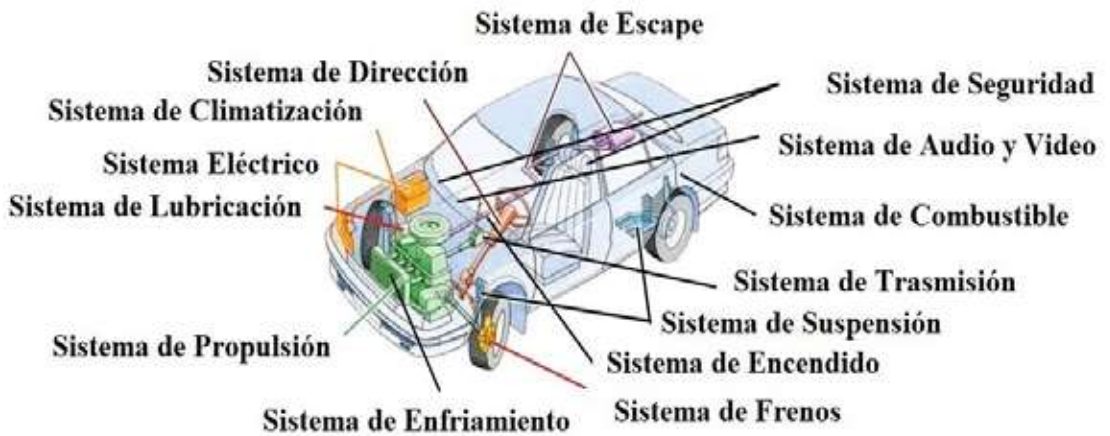 Sistema de Escape
Sistema de Dirección
Sistema de Seguridad
Sistema de Climatización
Sistema de Audio y Video
Sistema Eléctrico
Sistema de Lubricación
Sistema de Combustible
Sistema de Trasmisión
Sistema de Suspensión
Sistema de Propulsión
Sistema de Encendido
Sistema de Enfriamiento
Sistema de Frenos